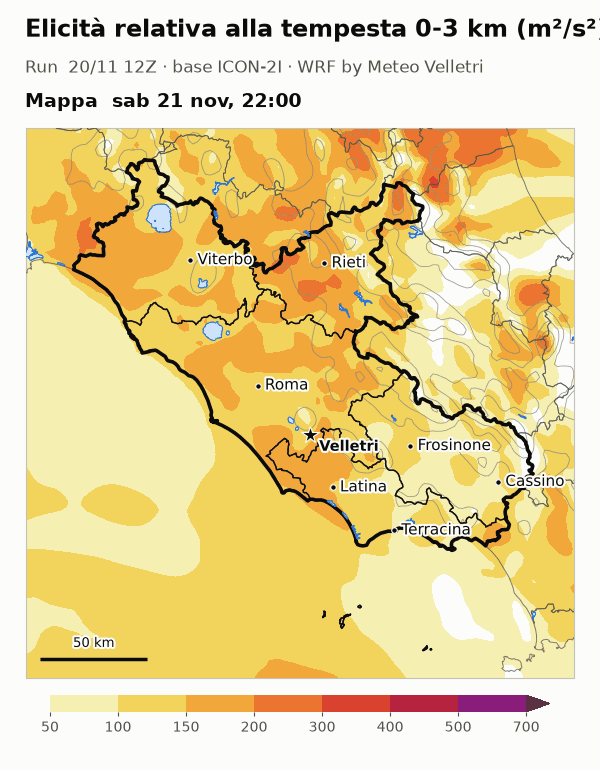 Elicità relativa alla tempesta 0-3 km (m²/s²)
Run 20/11 12Z · base ICON-2I · WRF by Meteo Velletri
Mappa sab 21 nov, 22:00
Viterbo
Rieti
Roma
Velletri
Frosinone
Cassino
Latina
Terracina
50 km
50 100 150 200 300 400 500 700